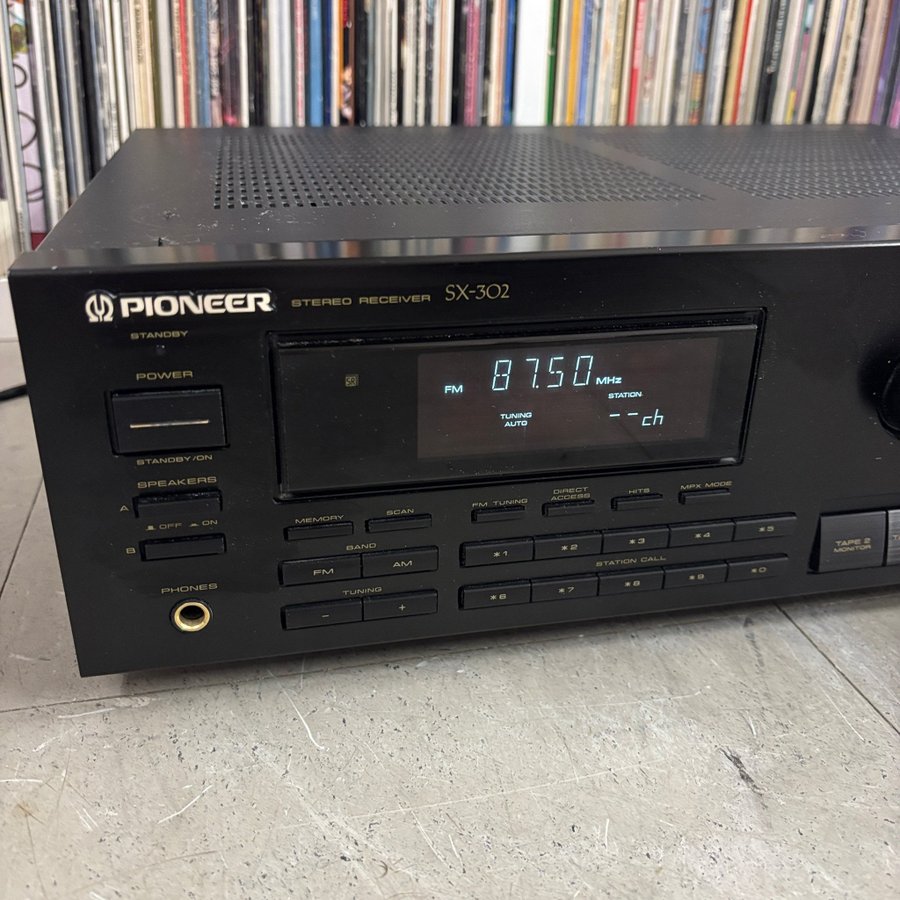 PIONEER STEREO RECEIVER SX-302
STANDBY
POWER
STANDBY/ON
SPEAKERS
A
OFF ON
B
PHONES
SR
FM 87.50 MHz
STATION
TUNING
AUTO
--ch
MEMORY SCAN
BAND
FM AM
TUNING
- +
FM TUNING DIRECT ACCESS HITS MPX MODE
*1 *2 *3 *4 *5
STATION CALL
*6 *7 *8 *9 *0
TAPE 2
MONITOR